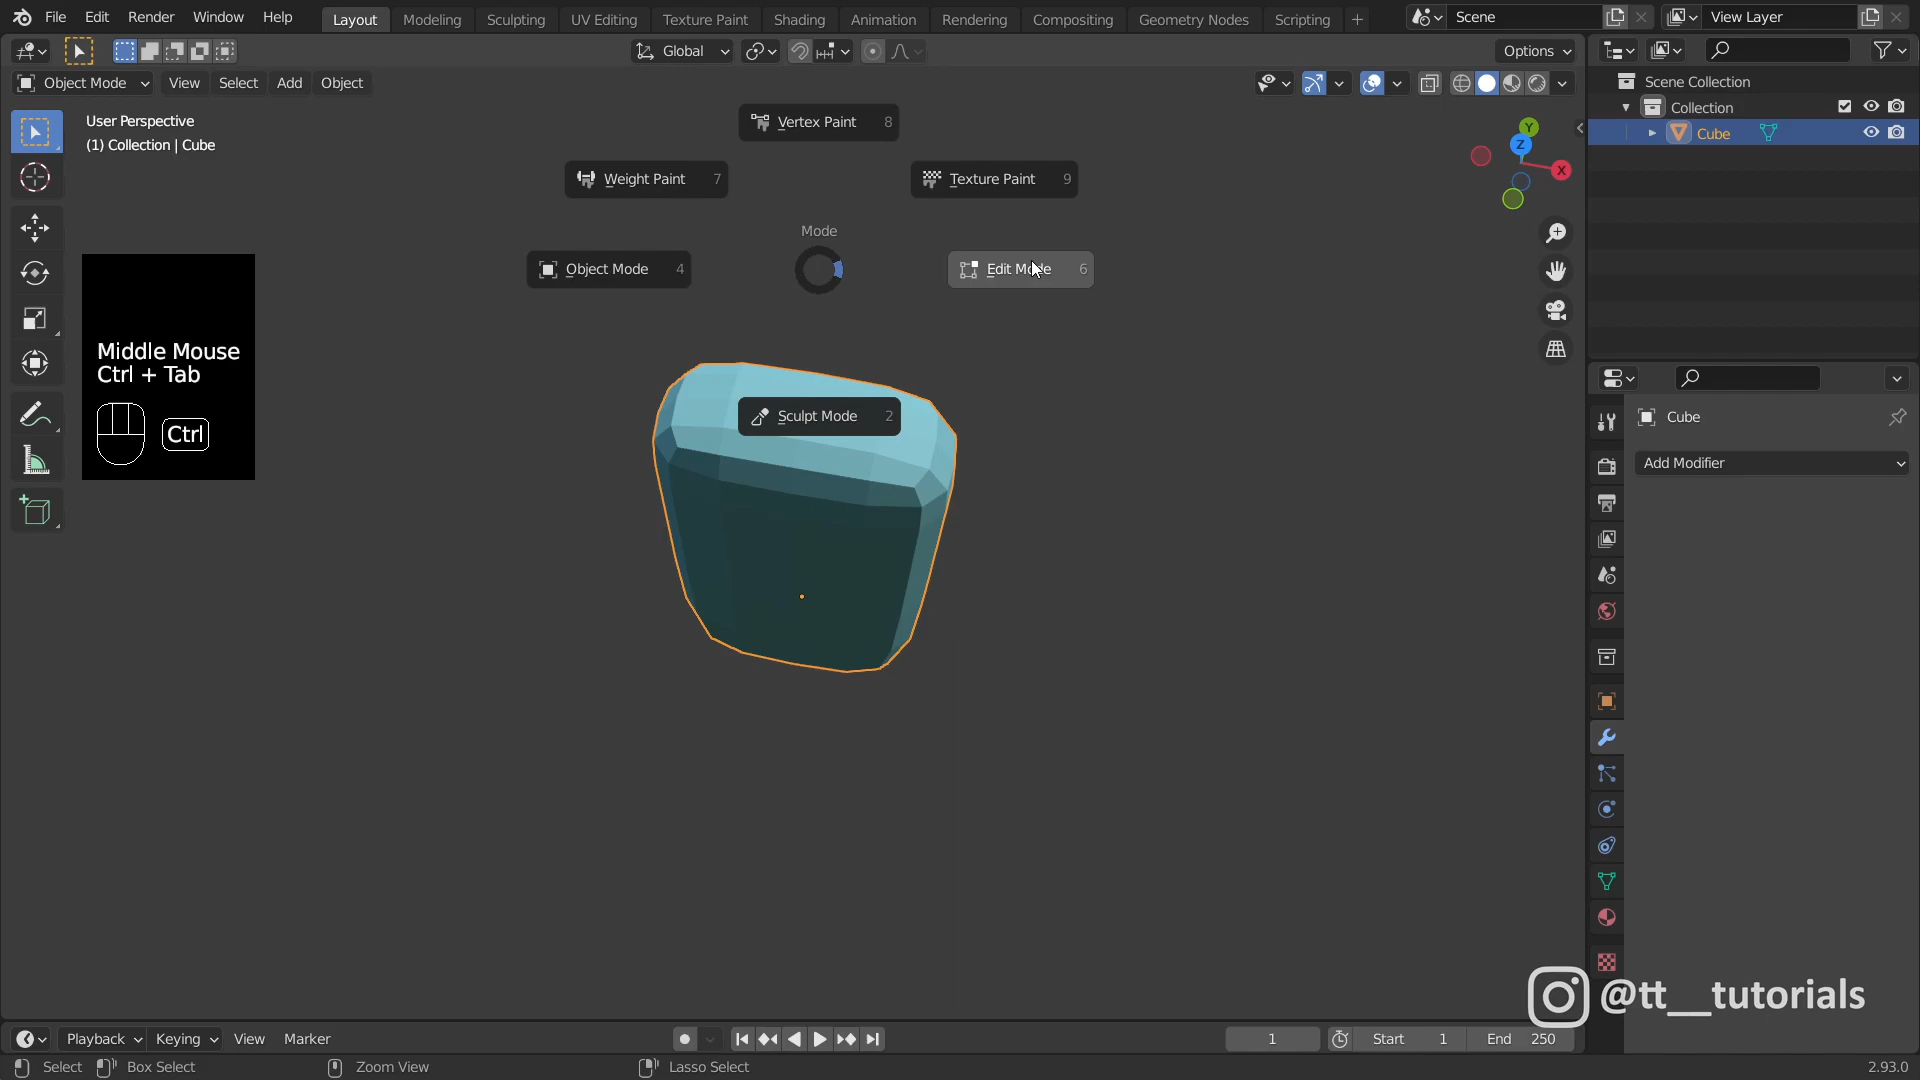 File Edit Render Window Help
Layout Modeling Sculpting UV Editing Texture Paint Shading Animation Rendering Compositing Geometry Nodes Scripting +
Scene
View Layer
Global
Options
Object Mode View Select Add Object
User Perspective
(1) Collection | Cube
Vertex Paint 8
Weight Paint 7
Texture Paint 9
Mode
Object Mode 4
Edit Mode 6
Sculpt Mode 2
Middle Mouse
Ctrl + Tab
Ctrl
Y
Z
X
Scene Collection
Collection
Cube
Cube
Add Modifier
@tt__tutorials
Playback Keying View Marker
1
Start 1
End 250
Select
Box Select
Zoom View
Lasso Select
2.93.0